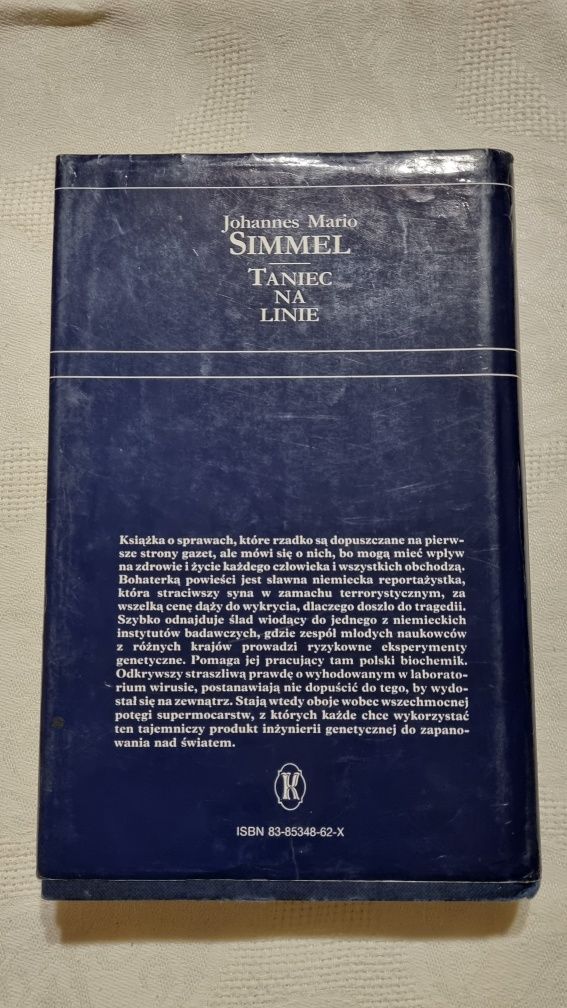 Johannes Mario
SIMMEL
TANIEC
NA
LINIE
Książka o sprawach, które rzadko są dopuszczane na pierw-
sze strony gazet, ale mówi się o nich, bo mogą mieć wpływ
na zdrowie i życie każdego człowieka i wszystkich obchodzą.
Bohaterką powieści jest sławna niemiecka reportażystka,
która straciwszy syna w zamachu terrorystycznym, za
wszelką cenę dąży do wykrycia, dlaczego doszło do tragedii.
Szybko odnajduje ślad wiodący do jednego z niemieckich
instytutów badawczych, gdzie zespół młodych naukowców
z różnych krajów prowadzi ryzykowne eksperymenty
genetyczne. Pomaga jej pracujący tam polski biochemik.
Odkrywszy straszliwą prawdę o wyhodowanym w laborato-
rium wirusie, postanawiają nie dopuścić do tego, by wydo-
stał się na zewnątrz. Stają wtedy oboje wobec wszechmocnej
potęgi supermocarstw, z których każde chce wykorzystać
ten tajemniczy produkt inżynierii genetycznej do zapano-
wania nad światem.
K
ISBN 83-85348-62-X